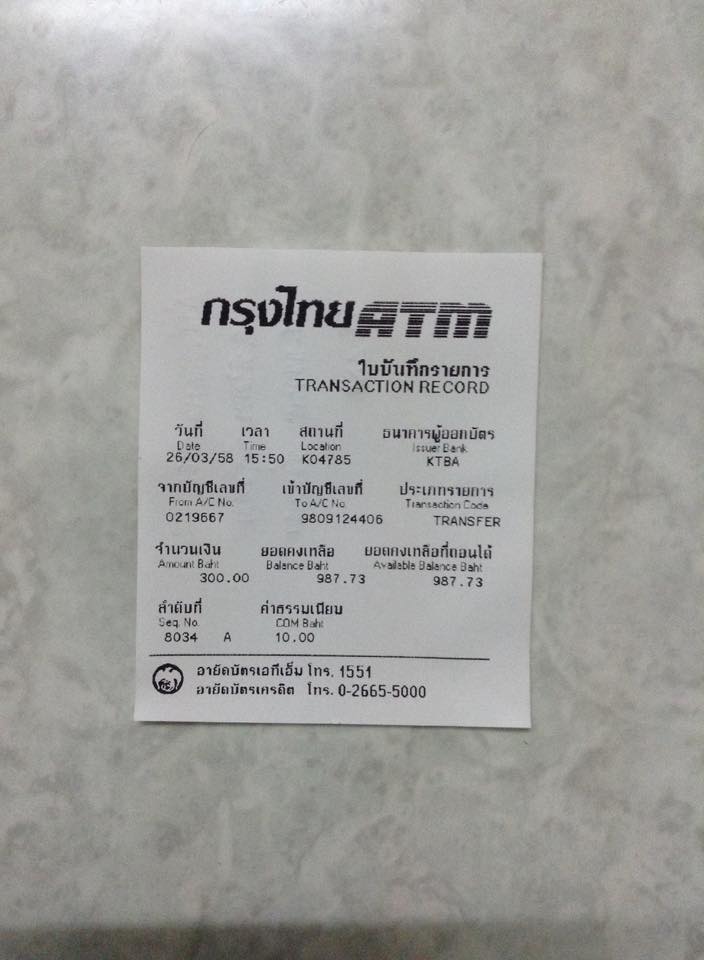 กรุงไทย ATM
ใบบันทึกรายการ
TRANSACTION RECORD
วันที่ เวลา สถานที่ ธนาคารผู้ออกบัตร
Date Time Location Issuer Bank
26/03/58 15:50 K04785 KTBA
จากบัญชีเลขที่ เข้าบัญชีเลขที่ ประเภทรายการ
From A/C No. To A/C No. Transaction Code
0219667 9809124406 TRANSFER
จำนวนเงิน ยอดคงเหลือ ยอดคงเหลือที่ถอนได้
Amount Baht Balance Baht Available Balance Baht
300.00 987.73 987.73
ลำดับที่ ค่าธรรมเนียม
Seq. No. COM Baht
8034 A 10.00
อายัดบัตรเอทีเอ็ม โทร. 1551
อายัดบัตรเครดิต โทร. 0-2665-5000